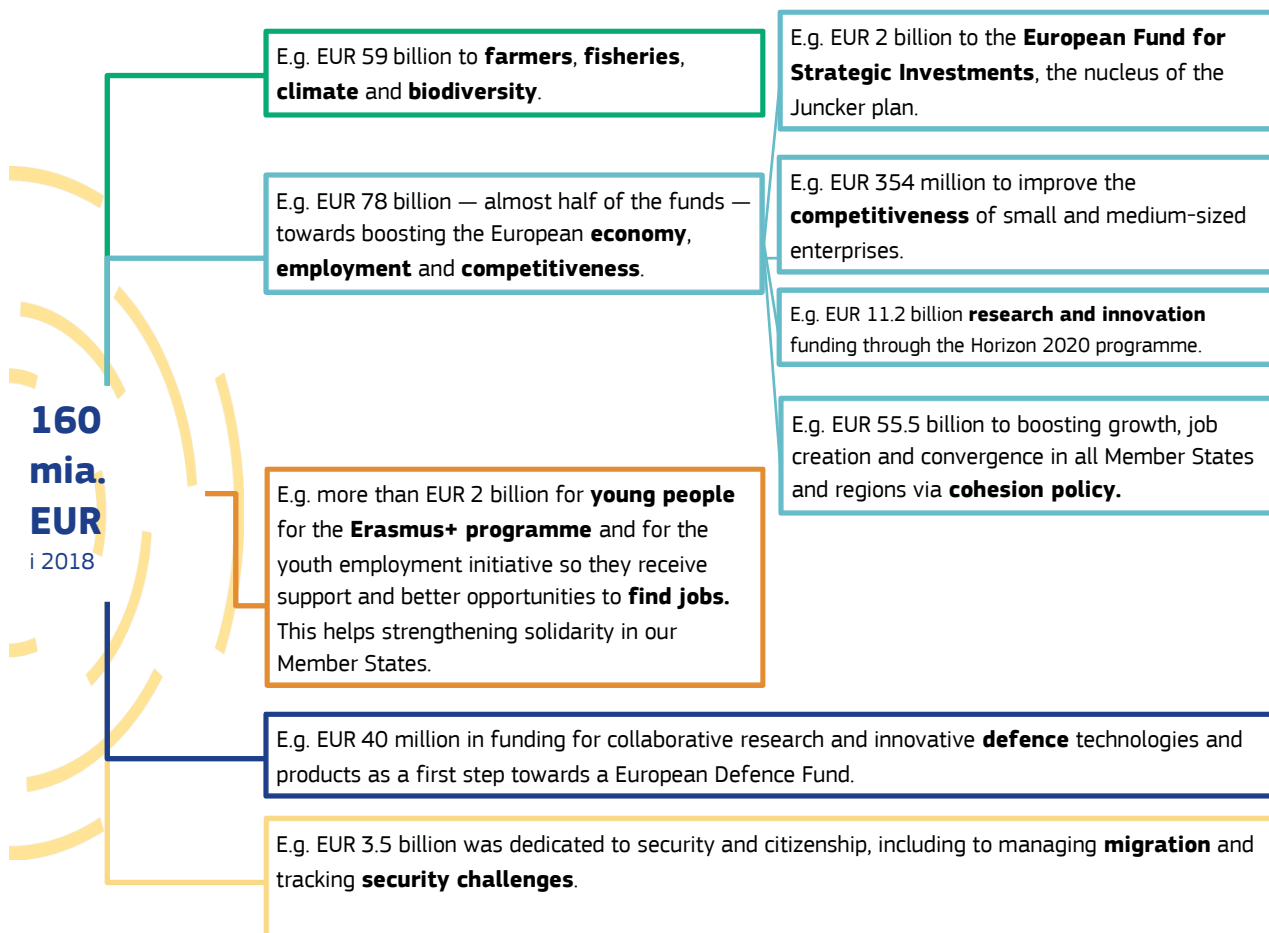 160
mia.
EUR
i 2018
E.g. EUR 59 billion to farmers, fisheries,
climate and biodiversity.
E.g. EUR 78 billion — almost half of the funds —
towards boosting the European economy,
employment and competitiveness.
E.g. EUR 2 billion to the European Fund for
Strategic Investments, the nucleus of the
Juncker plan.
E.g. EUR 354 million to improve the
competitiveness of small and medium-sized
enterprises.
E.g. EUR 11.2 billion research and innovation
funding through the Horizon 2020 programme.
E.g. EUR 55.5 billion to boosting growth, job
creation and convergence in all Member States
and regions via cohesion policy.
E.g. more than EUR 2 billion for young people
for the Erasmus+ programme and for the
youth employment initiative so they receive
support and better opportunities to find jobs.
This helps strengthening solidarity in our
Member States.
E.g. EUR 40 million in funding for collaborative research and innovative defence technologies and
products as a first step towards a European Defence Fund.
E.g. EUR 3.5 billion was dedicated to security and citizenship, including to managing migration and
tracking security challenges.